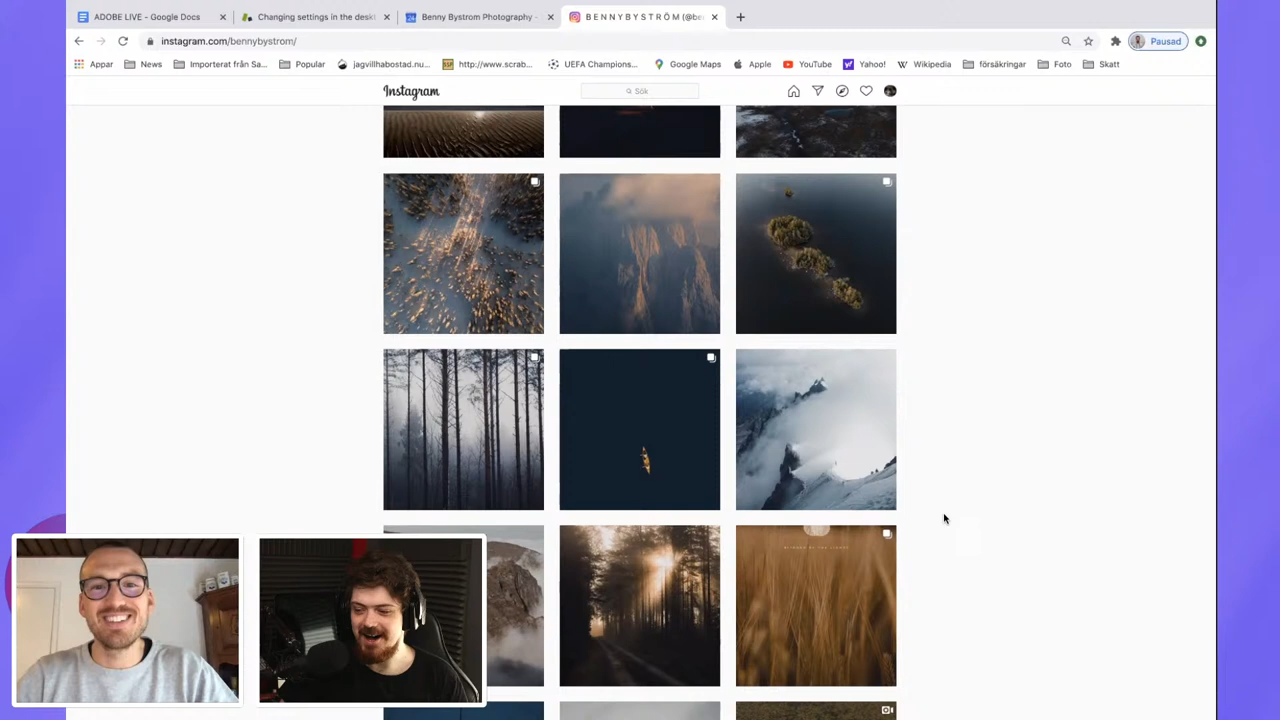 ADOBE LIVE - Google Docs
Changing settings in the deskt
Benny Bystrom Photography -
B E N N Y B Y S T R Ö M (@be
instagram.com/bennybystrom/
Pausad
Appar
News
Importerat från Sa...
Popular
jagvillhabostad.nu...
http://www.scrab...
UEFA Champions...
Google Maps
Apple
YouTube
Yahoo!
Wikipedia
försäkringar
Foto
Skatt
Instagram
Sök